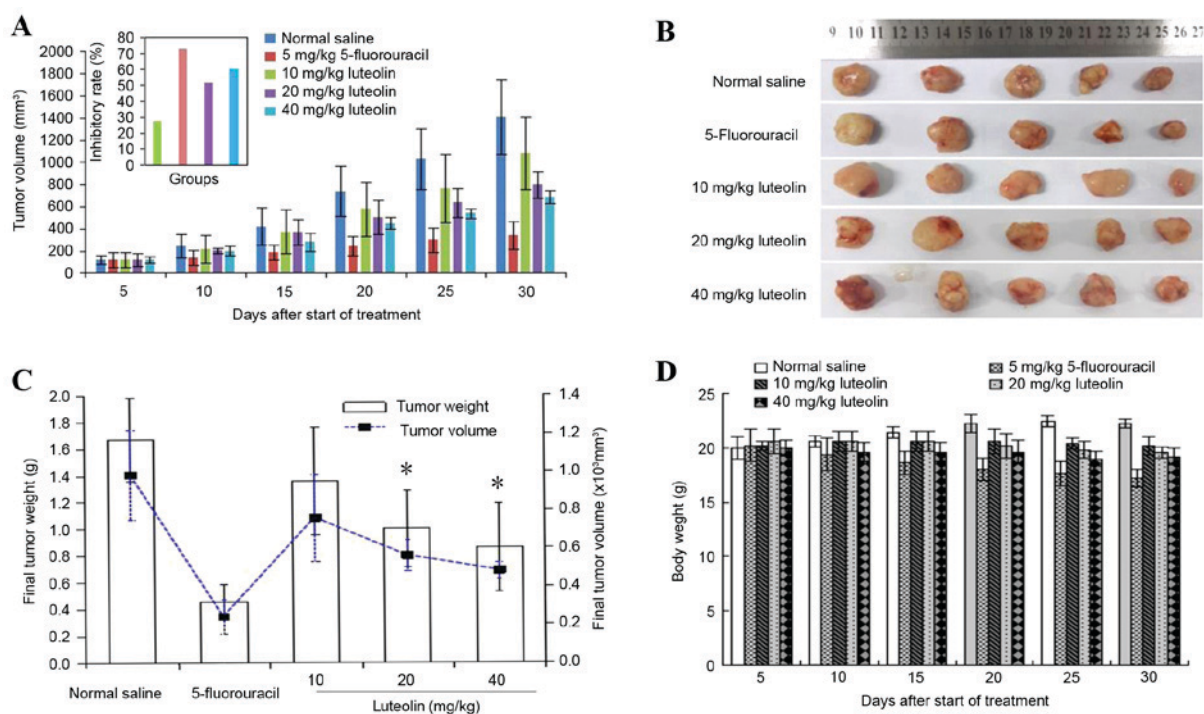 A
2000
1800
1600
1400
1200
1000
800
600
400
200
0
Tumor volume (mm³)
80
70
60
50
40
30
20
10
0
Inhibitory rate (%)
Groups
Normal saline
5 mg/kg 5-fluorouracil
10 mg/kg luteolin
20 mg/kg luteolin
40 mg/kg luteolin
5 10 15 20 25 30
Days after start of treatment
B
9 10 11 12 13 14 15 16 17 18 19 20 21 22 23 24 25 26 27
Normal saline
5-Fluorouracil
10 mg/kg luteolin
20 mg/kg luteolin
40 mg/kg luteolin
C
2.0
1.8
1.6
1.4
1.2
1.0
0.8
0.6
0.4
0.2
0.0
Final tumor weight (g)
Tumor weight
Tumor volume
* *
1.4
1.2
1.0
0.8
0.6
0.4
0.2
0.0
Final tumor volume (x10³mm³)
Normal saline 5-fluorouracil 10 20 40
Luteolin (mg/kg)
D
Normal saline 5 mg/kg 5-fluorouracil
10 mg/kg luteolin 20 mg/kg luteolin
40 mg/kg luteolin
25
20
15
10
5
0
Body weght (g)
5 10 15 20 25 30
Days after start of treatment